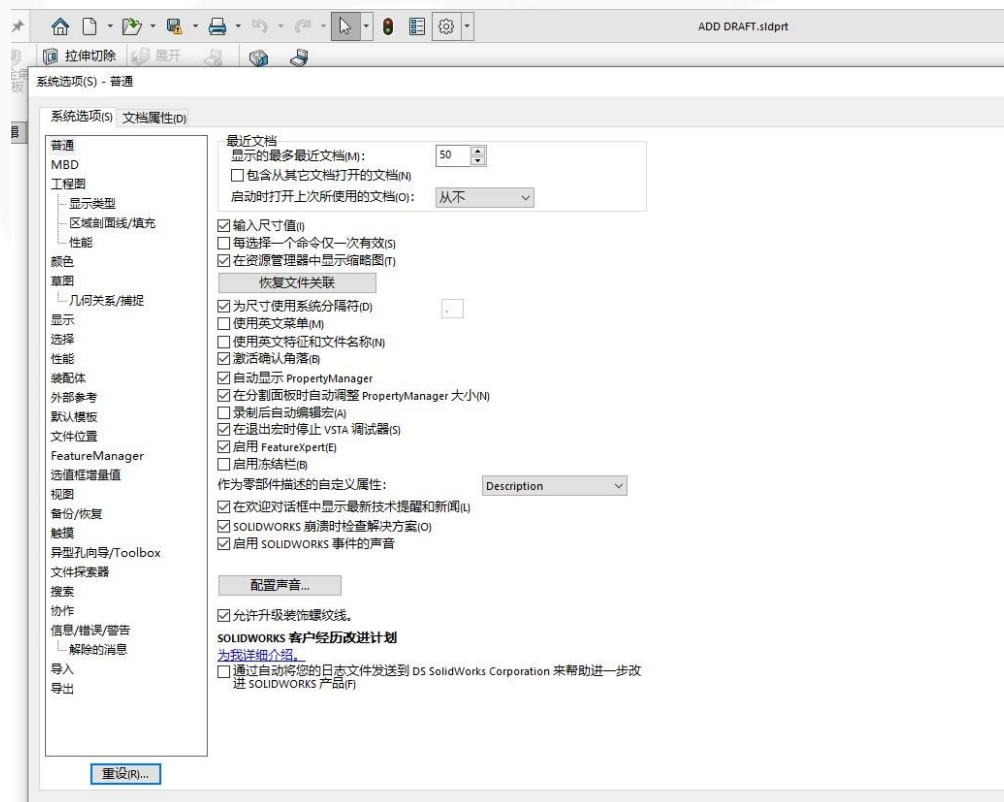 ADD DRAFT.sldprt
拉伸切除 展开
系统选项(S) - 普通
系统选项(S) 文档属性(D)
普通
MBD
工程图
显示类型
区域剖面线/填充
性能
颜色
草图
几何关系/捕捉
显示
选择
性能
装配体
外部参考
默认模板
文件位置
FeatureManager
选值框增量值
视图
备份/恢复
触摸
异型孔向导/Toolbox
文件探索器
搜索
协作
信息/错误/警告
解除的消息
导入
导出
重设(R)...
最近文档
显示的最多最近文档(M): 50
包含从其它文档打开的文档(N)
启动时打开上次所使用的文档(O): 从不
输入尺寸值(I)
每选择一个命令仅一次有效(S)
在资源管理器中显示缩略图(T)
恢复文件关联
为尺寸使用系统分隔符(D) .
使用英文菜单(M)
使用英文特征和文件名称(N)
激活确认角落(B)
自动显示 PropertyManager
在分割面板时自动调整 PropertyManager 大小(N)
录制后自动编辑宏(A)
在退出宏时停止 VSTA 调试器(S)
启用 FeatureXpert(E)
启用冻结栏(B)
作为零部件描述的自定义属性: Description
在欢迎对话框中显示最新技术提醒和新闻(L)
SOLIDWORKS 崩溃时检查解决方案(O)
启用 SOLIDWORKS 事件的声音
配置声音...
允许升级装饰螺纹线。
SOLIDWORKS 客户经历改进计划
为我详细介绍。
通过自动将您的日志文件发送到 DS SolidWorks Corporation 来帮助进一步改
进 SOLIDWORKS 产品(F)